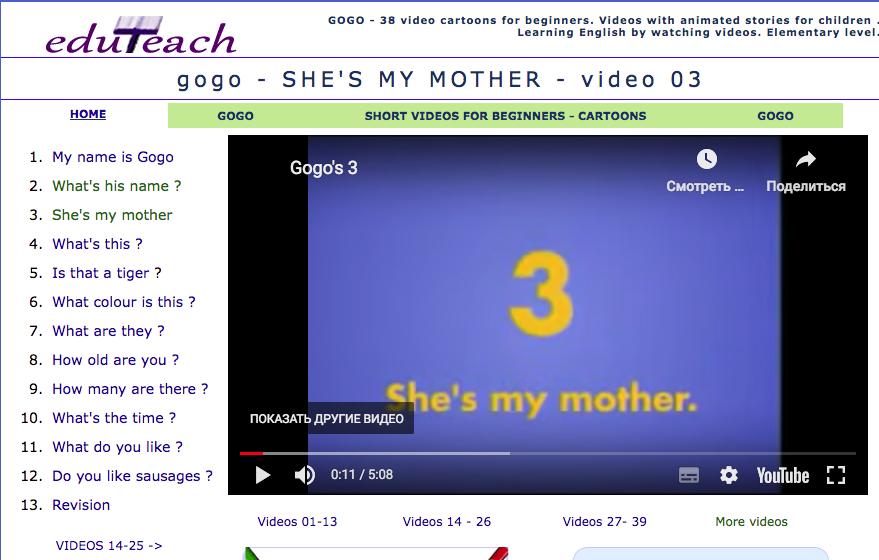 eduTeach
GOGO - 38 video cartoons for beginners. Videos with animated stories for children .
Learning English by watching videos. Elementary level.
gogo - SHE'S MY MOTHER - video 03
HOME
GOGO SHORT VIDEOS FOR BEGINNERS - CARTOONS GOGO
1. My name is Gogo
2. What's his name ?
3. She's my mother
4. What's this ?
5. Is that a tiger ?
6. What colour is this ?
7. What are they ?
8. How old are you ?
9. How many are there ?
10. What's the time ?
11. What do you like ?
12. Do you like sausages ?
13. Revision
VIDEOS 14-25 ->
Gogo's 3
Смотреть ... Поделиться
3
She's my mother.
ПОКАЗАТЬ ДРУГИЕ ВИДЕО
0:11 / 5:08
YouTube
Videos 01-13 Videos 14 - 26 Videos 27- 39 More videos